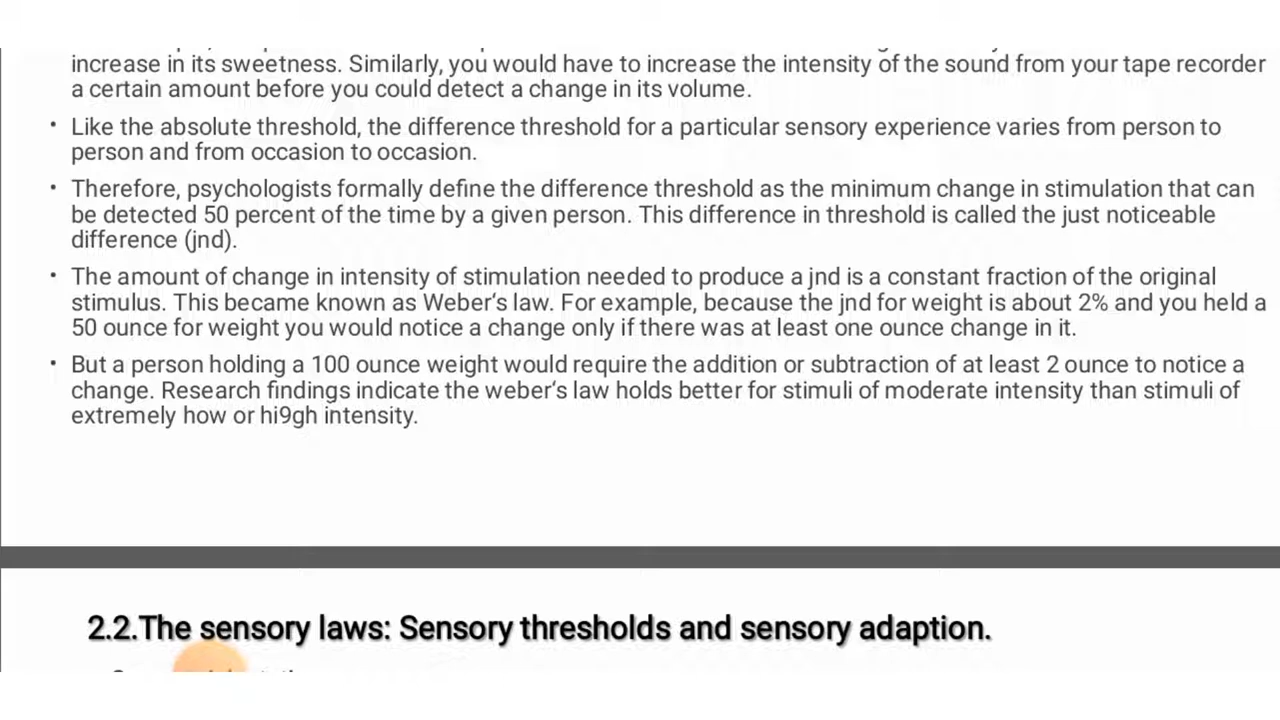 increase in its sweetness. Similarly, you would have to increase the intensity of the sound from your tape recorder
a certain amount before you could detect a change in its volume.
• Like the absolute threshold, the difference threshold for a particular sensory experience varies from person to
person and from occasion to occasion.
• Therefore, psychologists formally define the difference threshold as the minimum change in stimulation that can
be detected 50 percent of the time by a given person. This difference in threshold is called the just noticeable
difference (jnd).
• The amount of change in intensity of stimulation needed to produce a jnd is a constant fraction of the original
stimulus. This became known as Weber's law. For example, because the jnd for weight is about 2% and you held a
50 ounce for weight you would notice a change only if there was at least one ounce change in it.
• But a person holding a 100 ounce weight would require the addition or subtraction of at least 2 ounce to notice a
change. Research findings indicate the weber's law holds better for stimuli of moderate intensity than stimuli of
extremely how or hi9gh intensity.
2.2.The sensory laws: Sensory thresholds and sensory adaption.